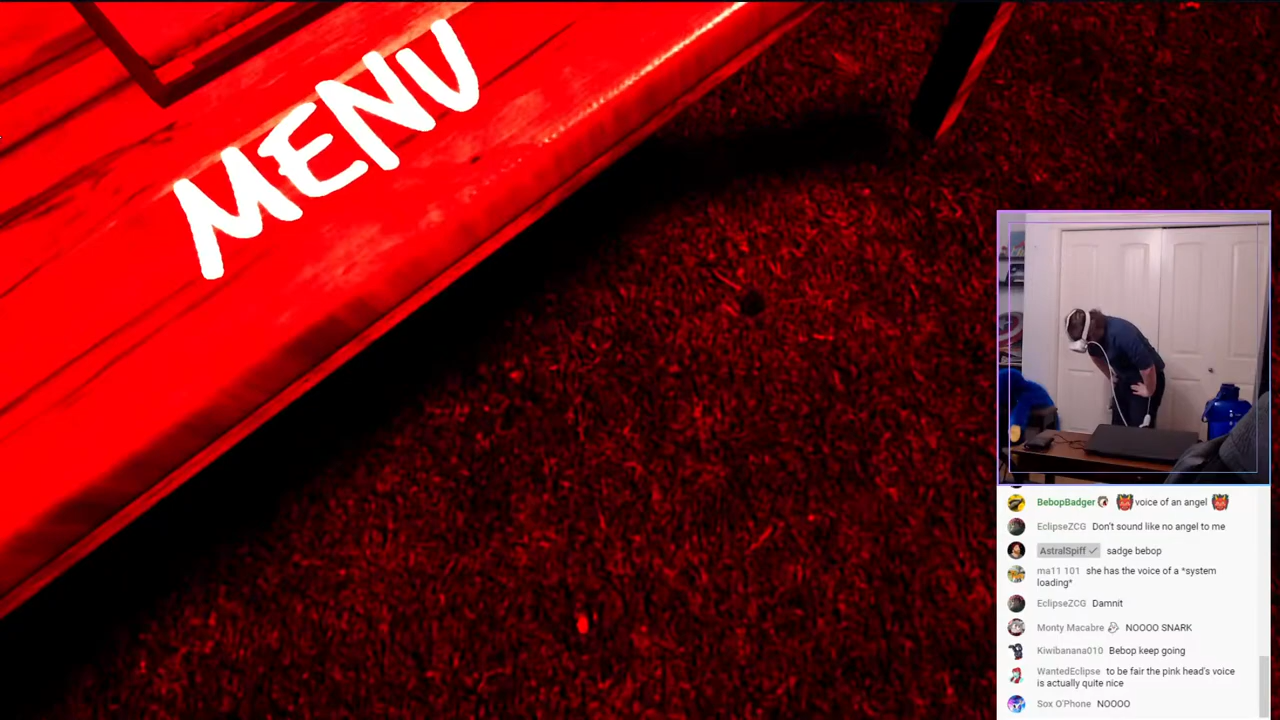 MENU
BebopBadger voice of an angel
EclipseZCG Don't sound like no angel to me
AstralSpiff ✓ sadge bebop
ma11 101 she has the voice of a *system
loading*
EclipseZCG Damnit
Monty Macabre NOOOO SNARK
Kiwibanana010 Bebop keep going
WantedEclipse to be fair the pink head's voice
is actually quite nice
Sox O'Phone NOOOO